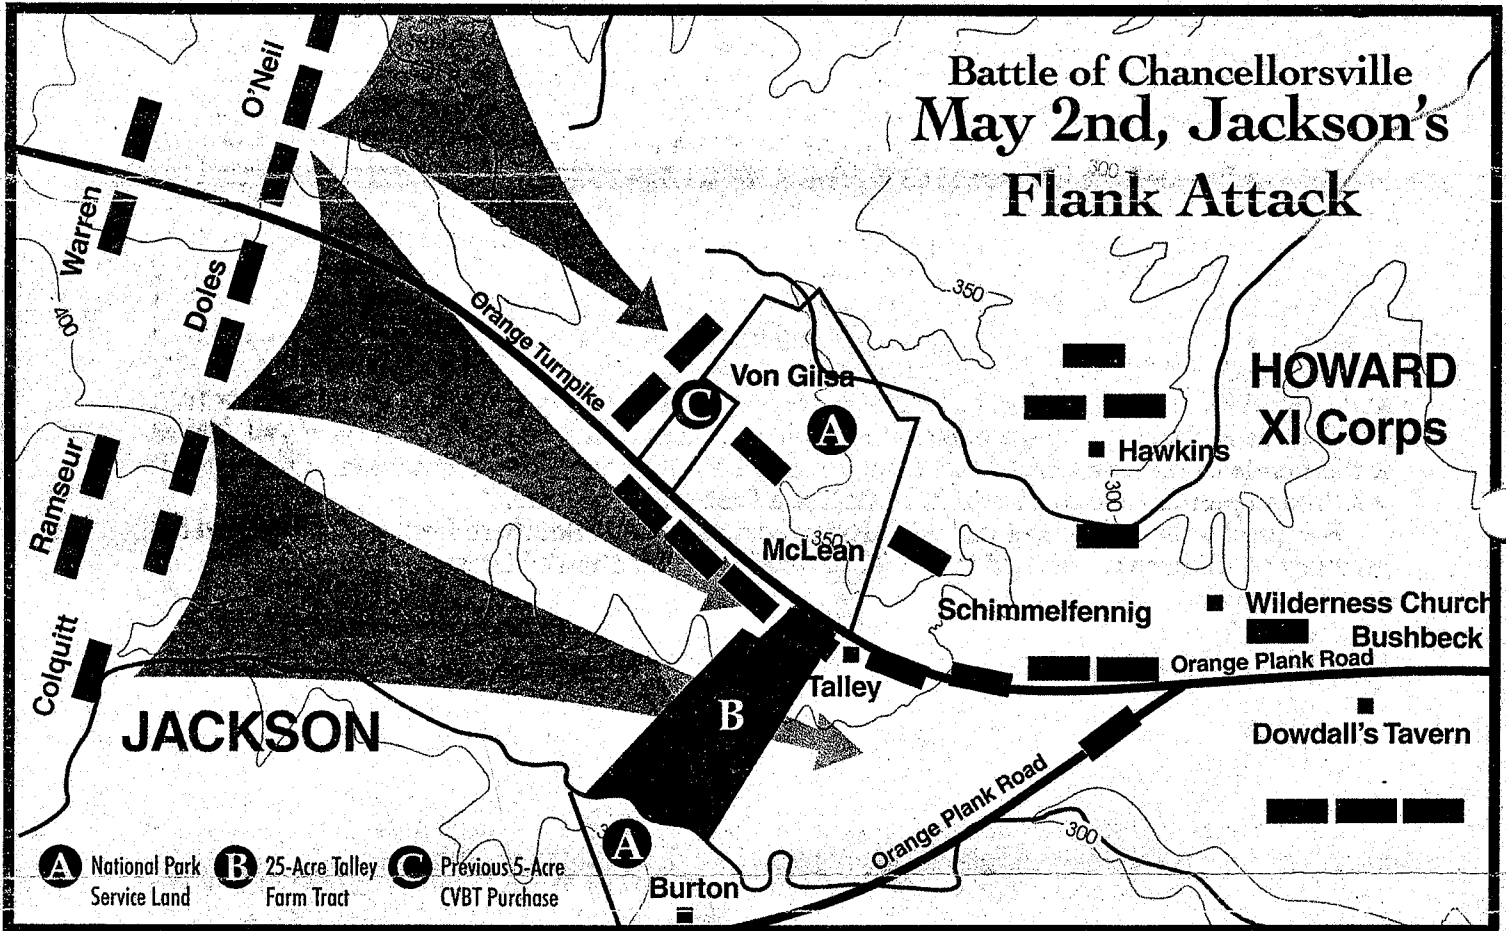 Battle of Chancellorsville
May 2nd, Jackson's
Flank Attack
O'Neil
Warren
Doles
400
Ramseur
Colquitt
JACKSON
Orange Turnpike
300
350
Von Gilsa
C
A
HOWARD
XI Corps
Hawkins
300
350
McLean
Schimmelfennig
Wilderness Church
Bushbeck
Orange Plank Road
Talley
B
Dowdall's Tavern
Orange Plank Road
300
A
Burton
A National Park
Service Land
B 25-Acre Talley
Farm Tract
C Previous 5-Acre
CVBT Purchase